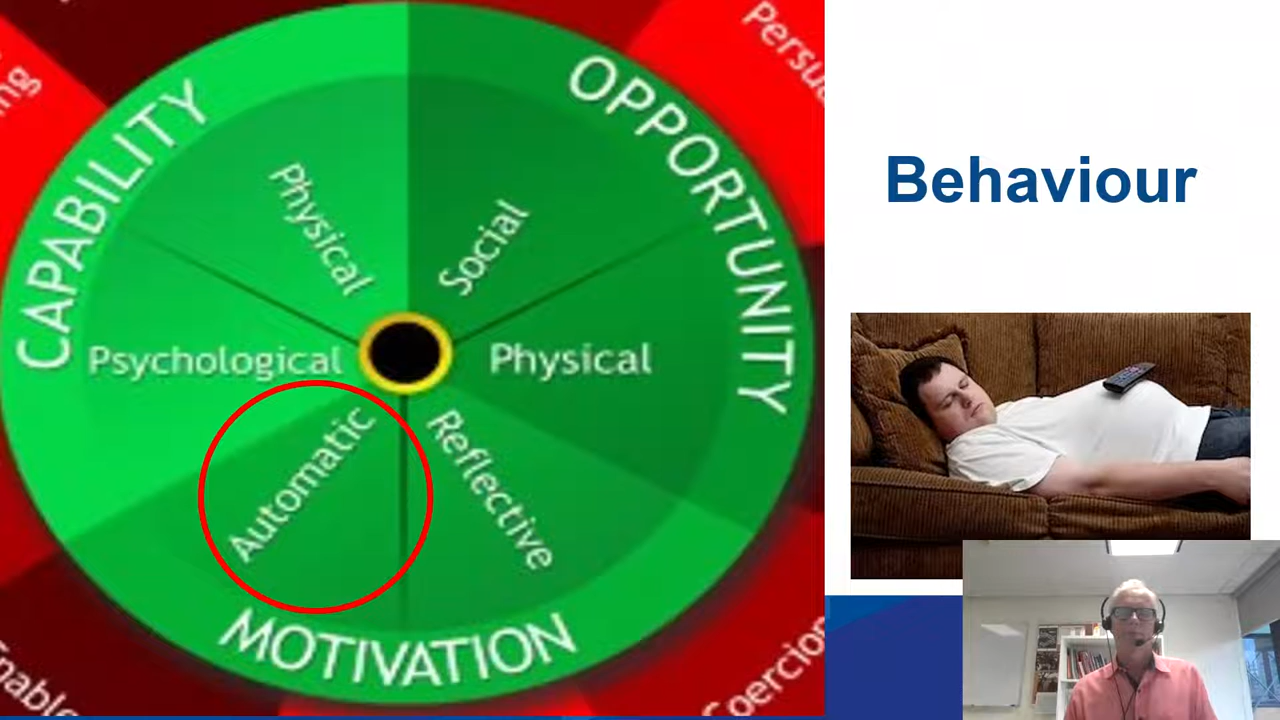 CAPABILITY
OPPORTUNITY
Physical
Social
Psychological
Physical
Automatic
Reflective
MOTIVATION
Behaviour